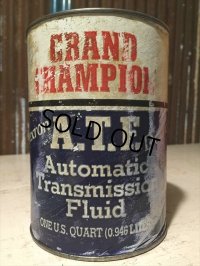 GRAND
CHAMPION
SOLD OUT
A.T.F.
Automatic
Transmission
Fluid
ONE U.S. QUART (0.946 LITER)